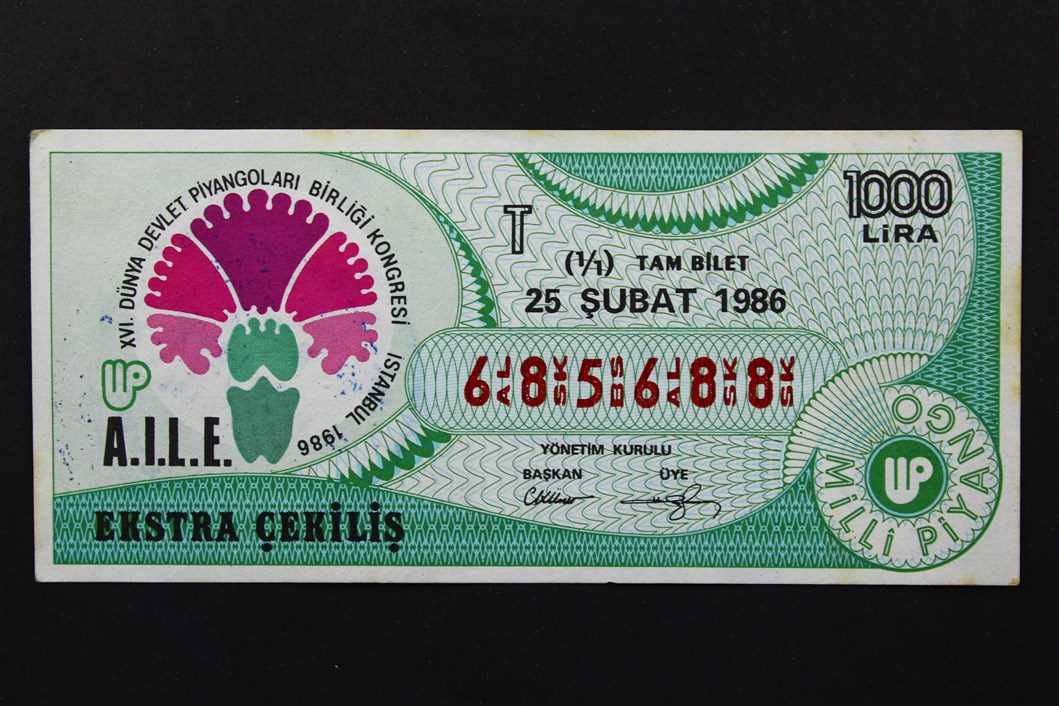 XVI. DÜNYA DEVLET PİYANGOLARI BİRLİĞİ KONGRESİ İSTANBUL 1986
A.I.L.E.
EKSTRA ÇEKİLİŞ
T
1000
LİRA
(1/1) TAM BİLET
25 ŞUBAT 1986
6 AL 8 SK 5 BS 6 AL 8 SK 8 SK
YÖNETİM KURULU
BAŞKAN ÜYE
MİLLİ PİYANGO